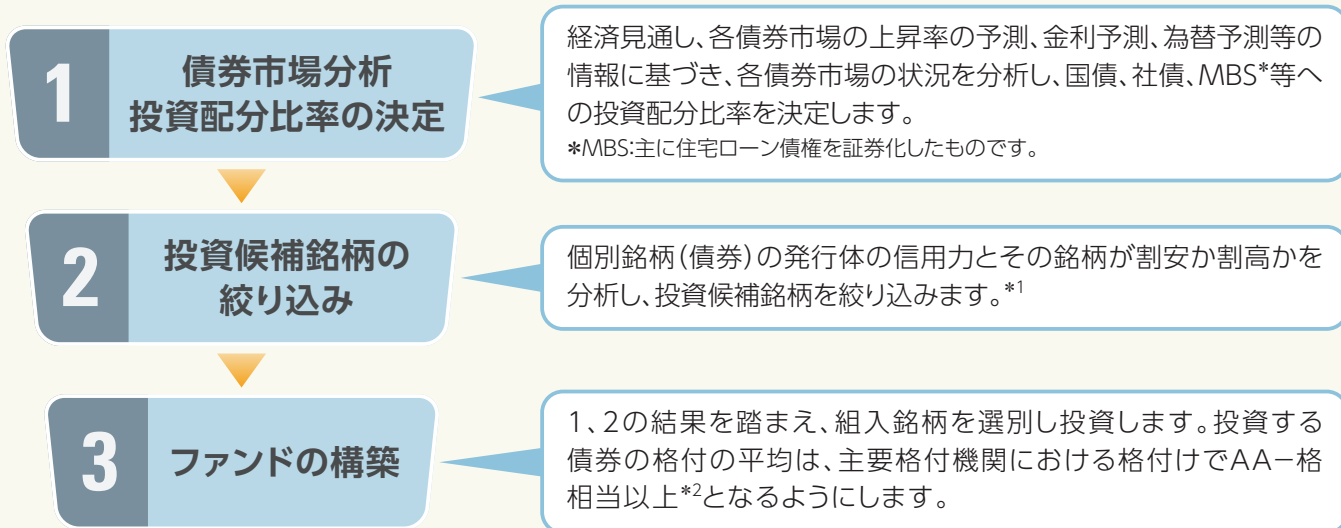 1
債券市場分析
投資配分比率の決定
経済見通し、各債券市場の上昇率の予測、金利予測、為替予測等の
情報に基づき、各債券市場の状況を分析し、国債、社債、MBS*等へ
の投資配分比率を決定します。
*MBS:主に住宅ローン債権を証券化したものです。
2
投資候補銘柄の
絞り込み
個別銘柄(債券)の発行体の信用力とその銘柄が割安か割高かを
分析し、投資候補銘柄を絞り込みます。*1
3
ファンドの構築
1、2の結果を踏まえ、組入銘柄を選別し投資します。投資する
債券の格付の平均は、主要格付機関における格付けでAA−格
相当以上*2となるようにします。